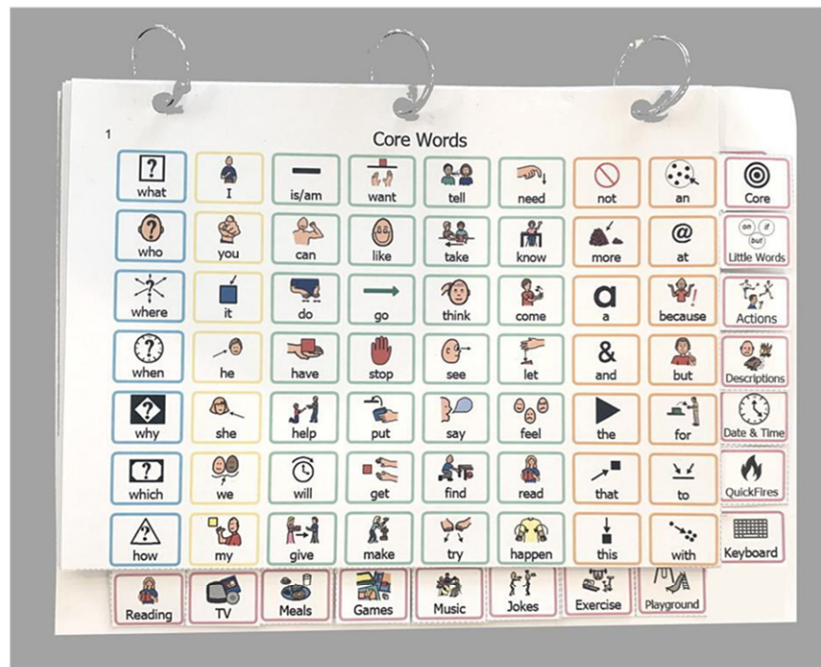 1
Core Words
what I is/am want tell need not an Core
who you can like take know more @ at on if but Little Words
where it do go think come a a because Actions
when he have stop see let & and but Descriptions
why she help put say feel the for Date & Time
which we will get find read that to QuickFires
how my give make try happen this with Keyboard
Reading TV Meals Games Music Jokes Exercise Playground